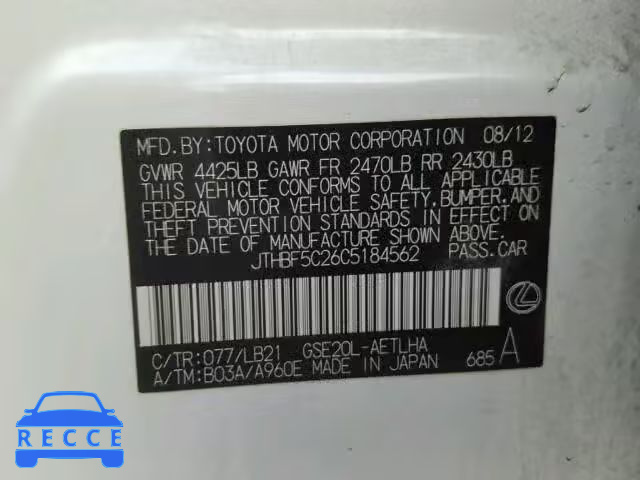 MFD.BY:TOYOTA MOTOR CORPORATION 08/12
GVWR 4425LB GAWR FR 2470LB RR 2430LB
THIS VEHICLE CONFORMS TO ALL APPLICABLE
FEDERAL MOTOR VEHICLE SAFETY,BUMPER,AND
THEFT PREVENTION STANDARDS IN EFFECT ON
THE DATE OF MANUFACTURE SHOWN ABOVE.
JTHBF5C26C5184562 PASS.CAR
C/TR:077/LB21 GSE20L-AETLHA
A/TM:B03A/A960E MADE IN JAPAN 685 A
RECCE